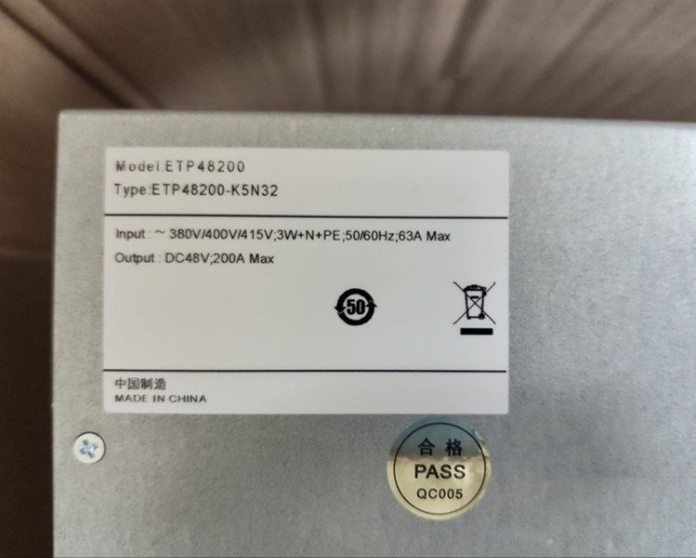 Model:ETP48200
Type:ETP48200-K5N32
Input : ~ 380V/400V/415V;3W+N+PE;50/60Hz;63A Max
Output : DC48V;200A Max
50
中国制造
MADE IN CHINA
合格
PASS
QC005